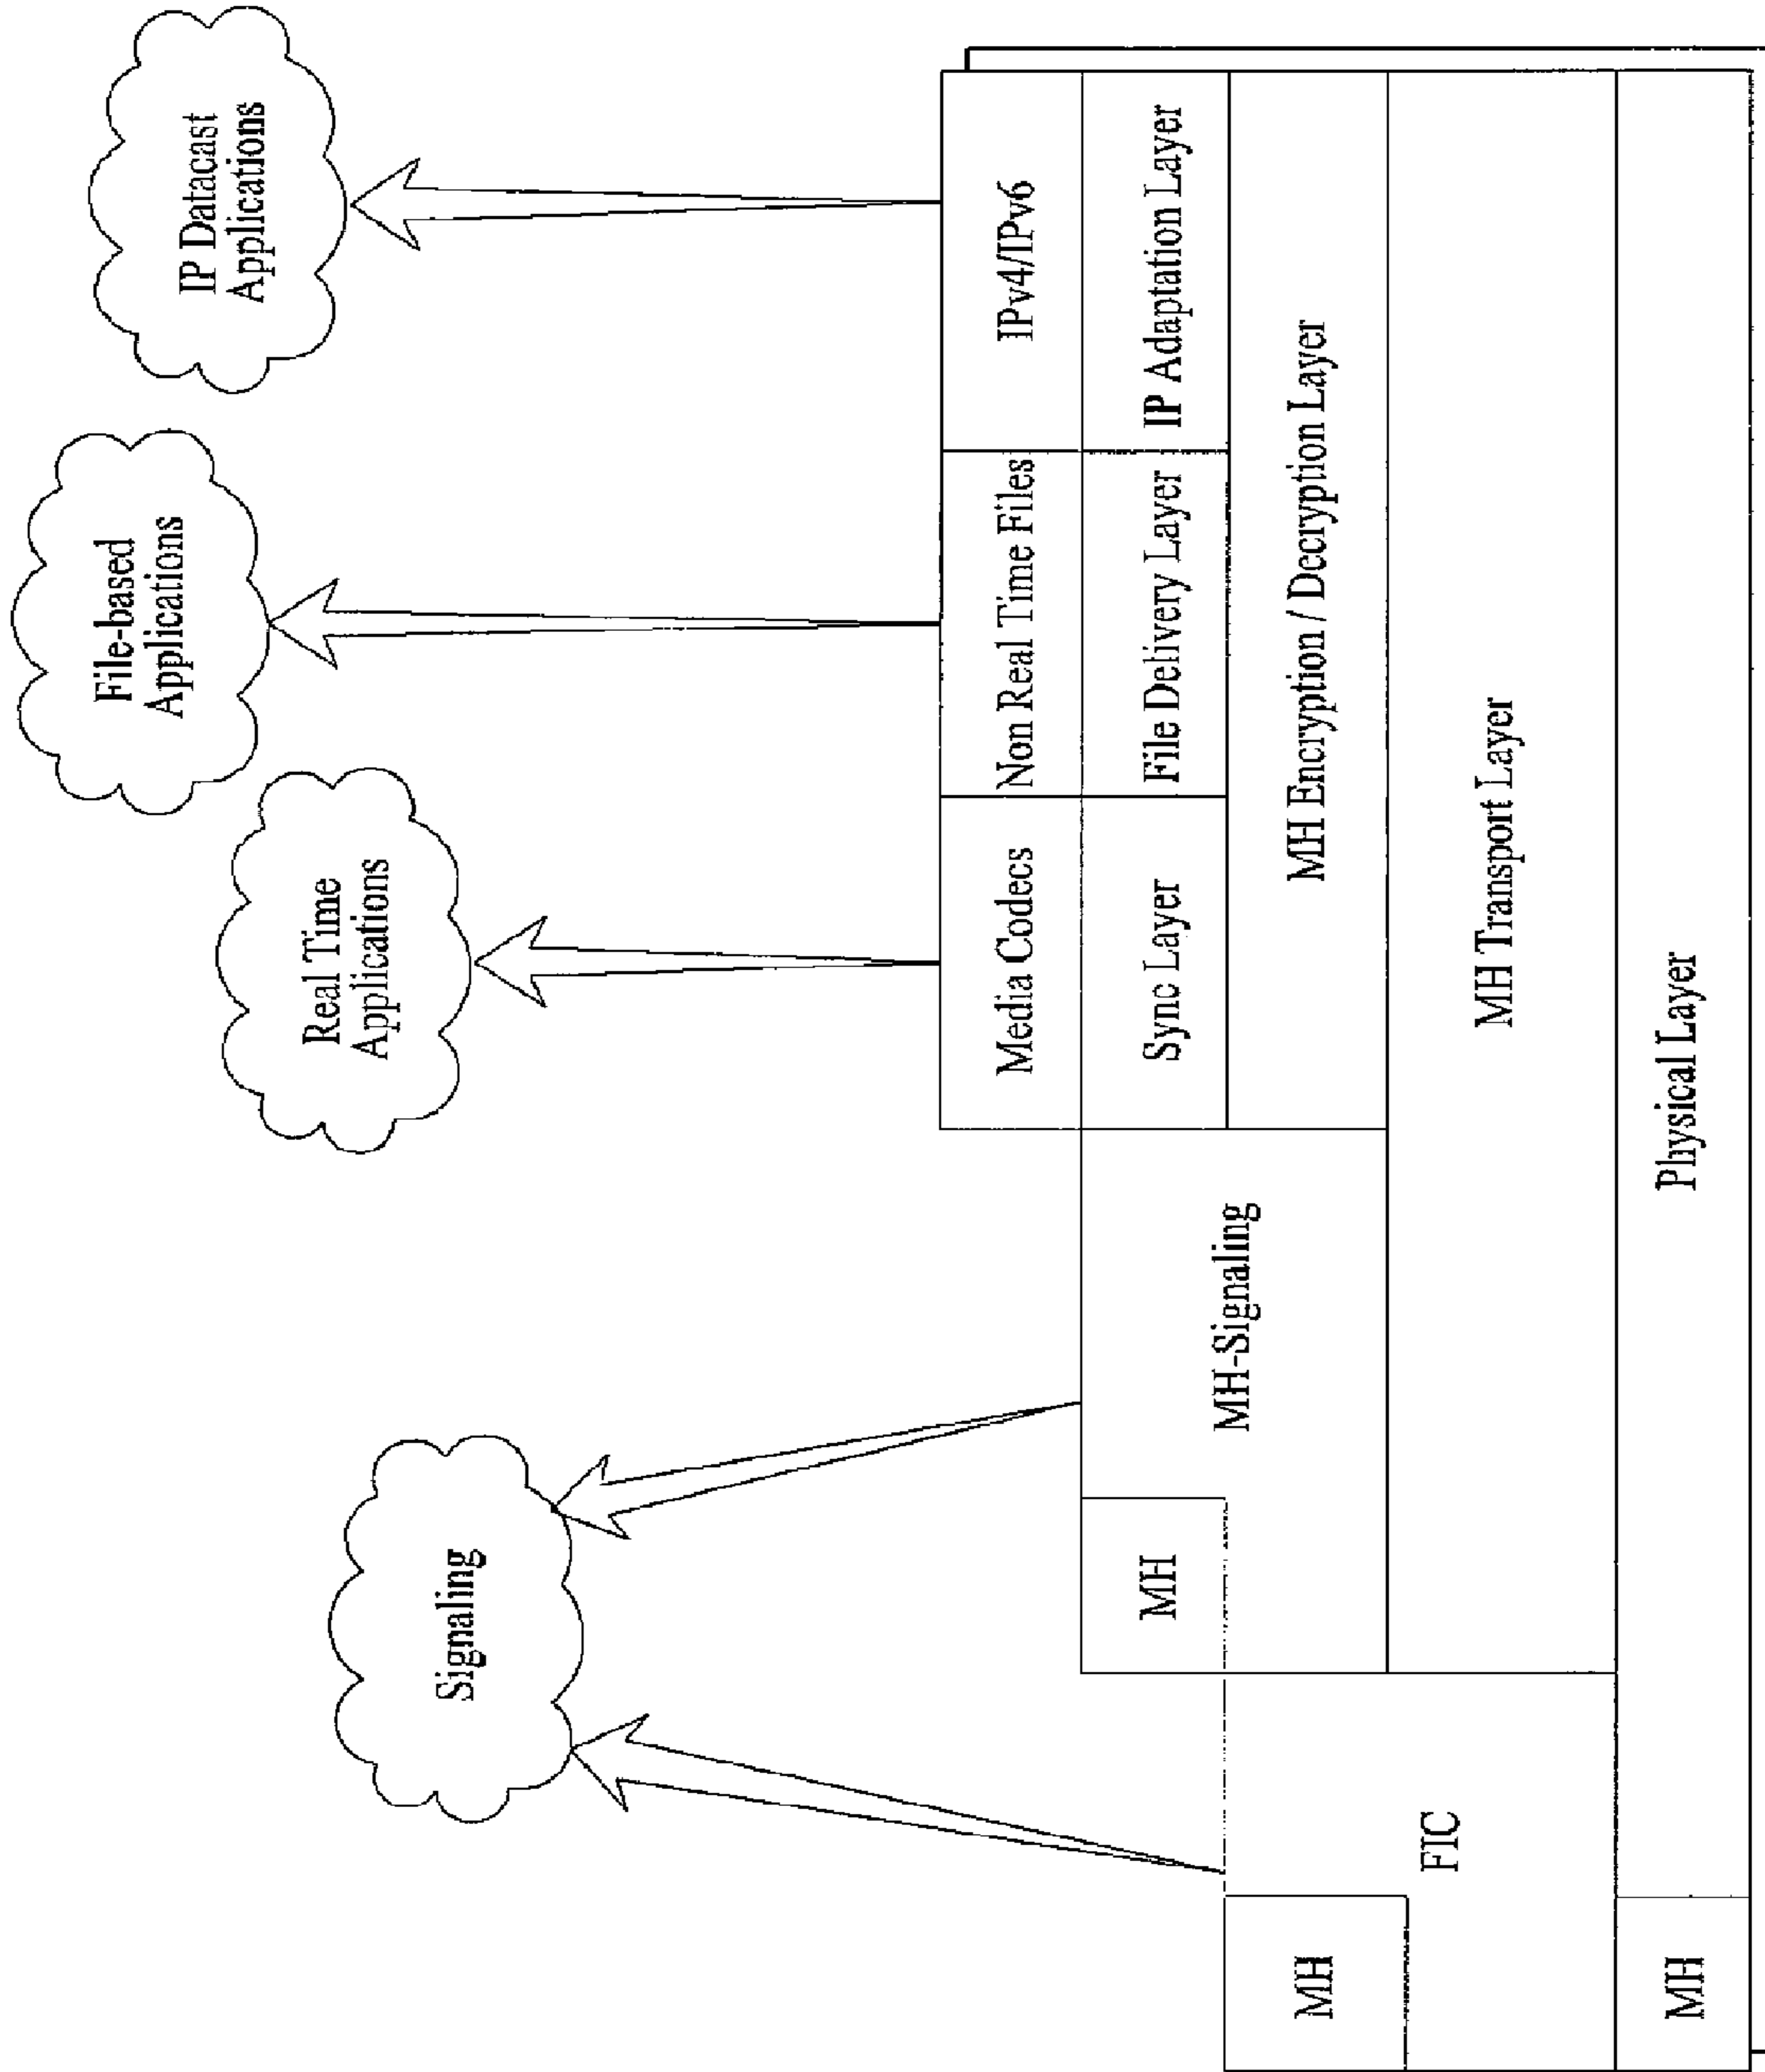 Signaling
Real Time
Applications
File-based
Applications
IP Datacast
Applications
Media Codecs
Non Real Time Files
IPv4/IPv6
MH
MH-Signaling
Sync Layer
File Delivery Layer
IP Adaptation Layer
MH
MH Encryption / Decryption Layer
FIC
MH Transport Layer
MH
Physical Layer